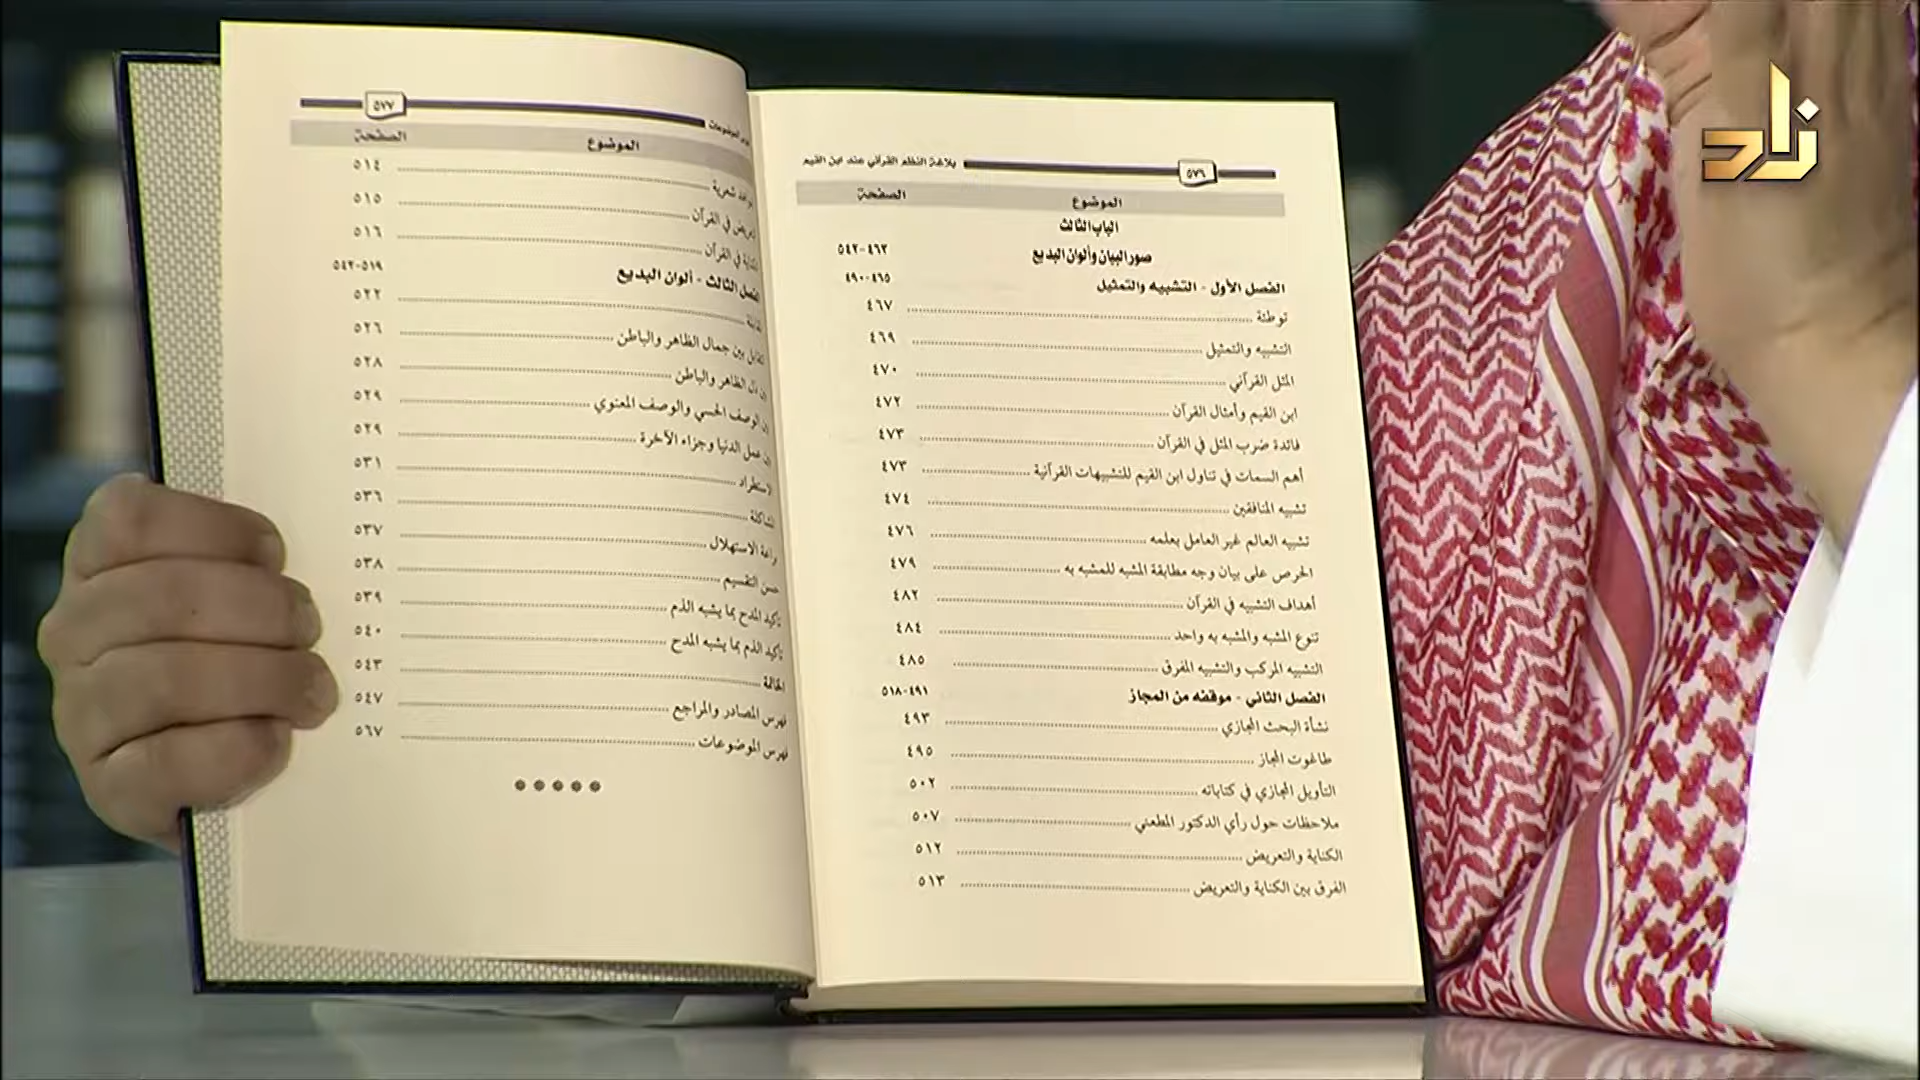 زاد
٥٧٦
بلاغة النظم القرآني عند ابن القيم
الموضوع الصفحة
الباب الثالث
صور البيان وألوان البديع ٤٦٣-٥٤٢
الفصل الأول - التشبيه والتمثيل ٤٦٥-٤٩٠
توطئة ٤٦٧
التشبيه والتمثيل ٤٦٩
المثل القرآني ٤٧٠
ابن القيم وأمثال القرآن ٤٧٢
فائدة ضرب المثل في القرآن ٤٧٣
أهم السمات في تناول ابن القيم للتشبيهات القرآنية ٤٧٣
تشبيه المنافقين ٤٧٤
تشبيه العالم غير العامل بعلمه ٤٧٦
الحرص على بيان وجه مطابقة المشبه للمشبه به ٤٧٩
أهداف التشبيه في القرآن ٤٨٢
تنوع المشبه والمشبه به واحد ٤٨٤
التشبيه المركب والتشبيه المفرق ٤٨٥
الفصل الثاني - موقفه من المجاز ٤٩١-٥١٨
نشأة البحث المجازي ٤٩٣
طاغوت المجاز ٤٩٥
التأويل المجازي في كتاباته ٥٠٢
ملاحظات حول رأي الدكتور المطعني ٥٠٧
الكناية والتعريض ٥١٢
الفرق بين الكناية والتعريض ٥١٣
الموضوعات
٥٧٧
الموضوع الصفحة
شعرية ٥١٤
في القرآن ٥١٥
في القرآن ٥١٦
الفصل الثالث - ألوان البديع ٥١٩-٥٤٢
٥٢٢
التقابل بين جمال الظاهر والباطن ٥٢٦
الظاهر والباطن ٥٢٨
الوصف الحسي والوصف المعنوي ٥٢٩
عمل الدنيا وجزاء الآخرة ٥٢٩
الاستطراد ٥٣١
المشاكلة ٥٣٦
براعة الاستهلال ٥٣٧
حسن التقسيم ٥٣٨
تأكيد المدح بما يشبه الذم ٥٣٩
تأكيد الذم بما يشبه المدح ٥٤٠
الخاتمة ٥٤٣
فهرس المصادر والمراجع ٥٤٧
فهرس الموضوعات ٥٦٧